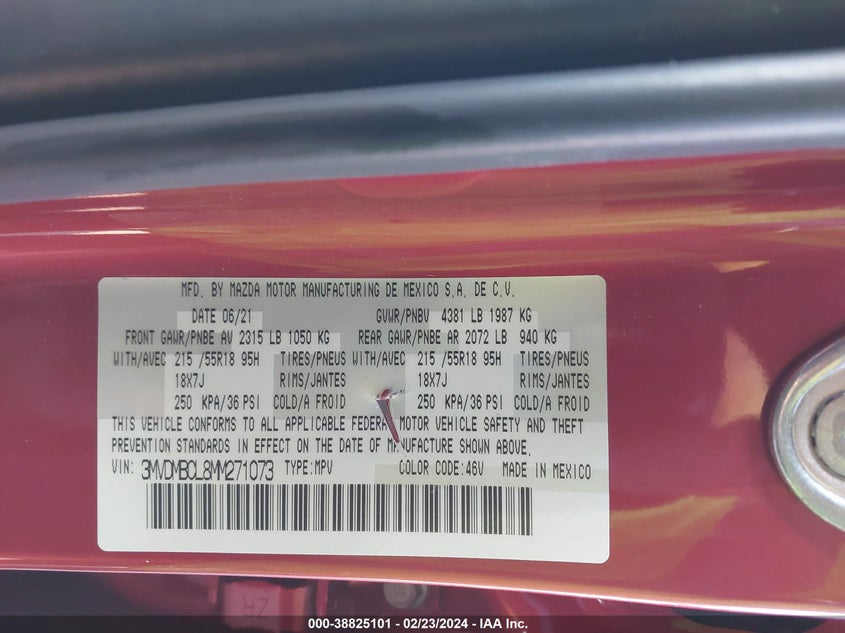 MFD. BY MAZDA MOTOR MANUFACTURING DE MEXICO S.A. DE C.V.
DATE 06/21 GVWR/PNBV 4381 LB 1987 KG
FRONT GAWR/PNBE AV 2315 LB 1050 KG REAR GAWR/PNBE AR 2072 LB 940 KG
WITH/AVEC 215 /55R18 95H TIRES/PNEUS WITH/AVEC 215 /55R18 95H TIRES/PNEUS
18X7J RIMS/JANTES 18X7J RIMS/JANTES
250 KPA/36 PSI COLD/A FROID 250 KPA/36 PSI COLD/A FROID
THIS VEHICLE CONFORMS TO ALL APPLICABLE FEDERAL MOTOR VEHICLE SAFETY AND THEFT
PREVENTION STANDARDS IN EFFECT ON THE DATE OF MANUFACTURE SHOWN ABOVE.
VIN: 3MVDMBCL8MM271073 TYPE:MPV COLOR CODE:46V MADE IN MEXICO
ZR
000-38825101 - 02/23/2024 - IAA Inc.